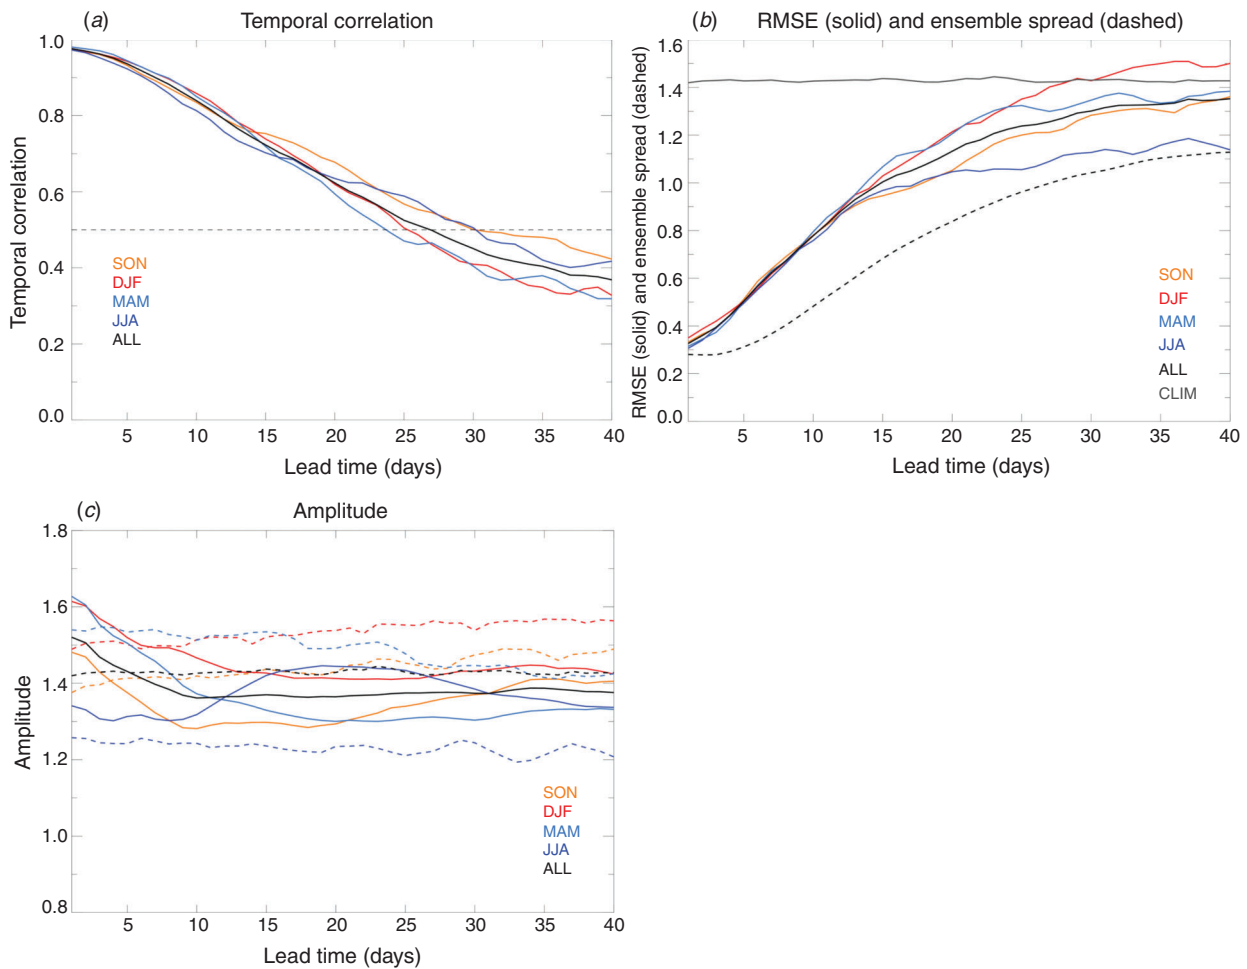 (a) Temporal correlation
1.0
0.8
0.6
0.4
0.2
0.0
Temporal correlation
SON
DJF
MAM
JJA
ALL
5 10 15 20 25 30 35 40
Lead time (days)
(b) RMSE (solid) and ensemble spread (dashed)
1.6
1.4
1.2
1.0
0.8
0.6
0.4
0.2
0.0
RMSE (solid) and ensemble spread (dashed)
SON
DJF
MAM
JJA
ALL
CLIM
5 10 15 20 25 30 35 40
Lead time (days)
(c) Amplitude
1.8
1.6
1.4
1.2
1.0
0.8
Amplitude
SON
DJF
MAM
JJA
ALL
5 10 15 20 25 30 35 40
Lead time (days)